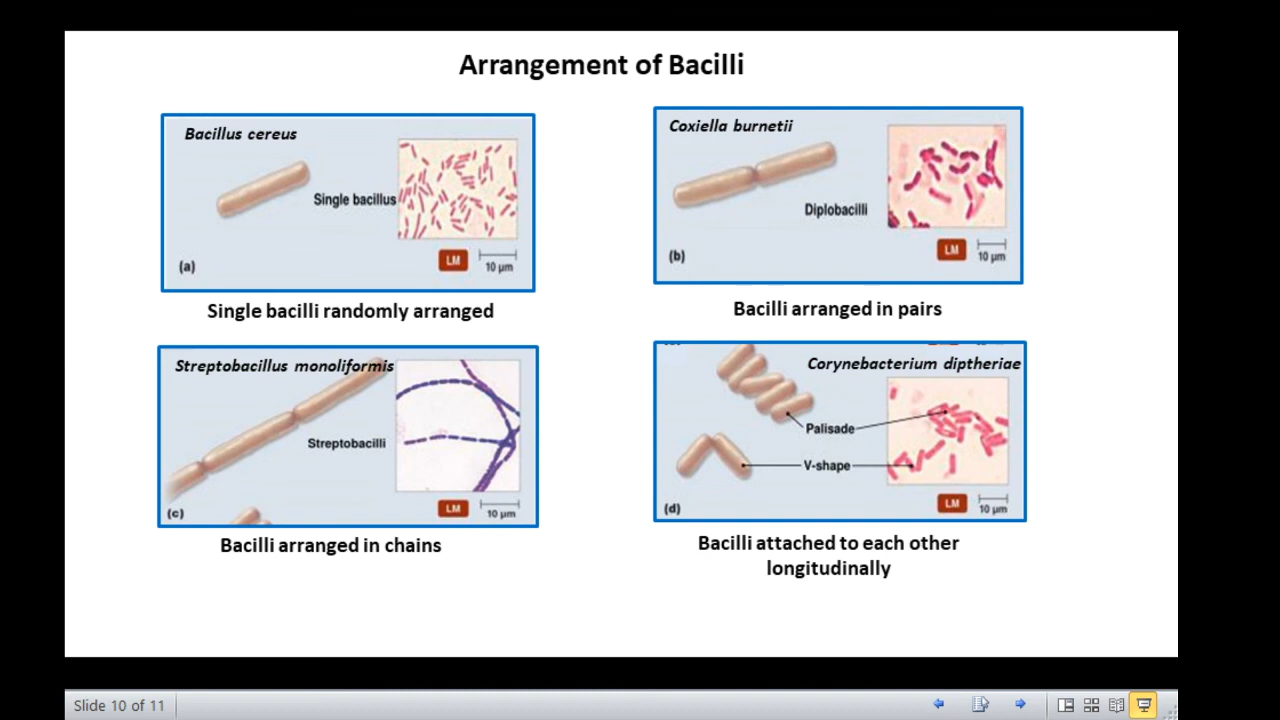 Arrangement of Bacilli
Bacillus cereus
Single bacillus
(a)
LM
10 µm
Single bacilli randomly arranged
Coxiella burnetii
Diplobacilli
(b)
LM
10 µm
Bacilli arranged in pairs
Streptobacillus monoliformis
Streptobacilli
(c)
LM
10 µm
Bacilli arranged in chains
Corynebacterium diptheriae
Palisade
V-shape
(d)
LM
10 µm
Bacilli attached to each other
longitudinally
Slide 10 of 11